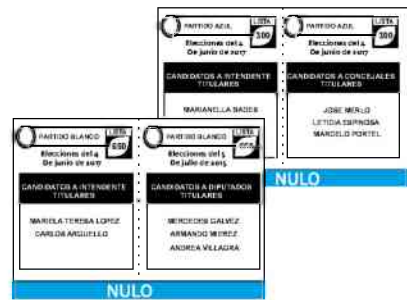 PARTIDO AZUL
LISTA
300
Elecciones del 4
De junio de 2017
CANDIDATOS A INTENDENTE
TITULARES
MARIANELLA BADES
PARTIDO AZUL
LISTA
300
Elecciones del 4
De junio de 2017
CANDIDATOS A CONCEJALES
TITULARES
JOSE MERLO
LETICIA ESPINOSA
MARCELO PORTEL
NULO
PARTIDO BLANCO
LISTA
650
Elecciones del 4
De junio de 2017
CANDIDATOS A INTENDENTE
TITULARES
MARIELA TERESA LOPEZ
CARLOS ARGUELLO
PARTIDO BLANCO
LISTA
Elecciones del 5
De julio de 2015
CANDIDATOS A DIPUTADOS
TITULARES
MERCEDES GALVEZ
ARMANDO MEREZ
ANDREA VILLAGRA
NULO